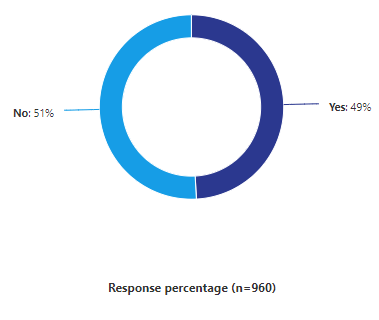 No: 51%
Yes: 49%
Response percentage (n=960)